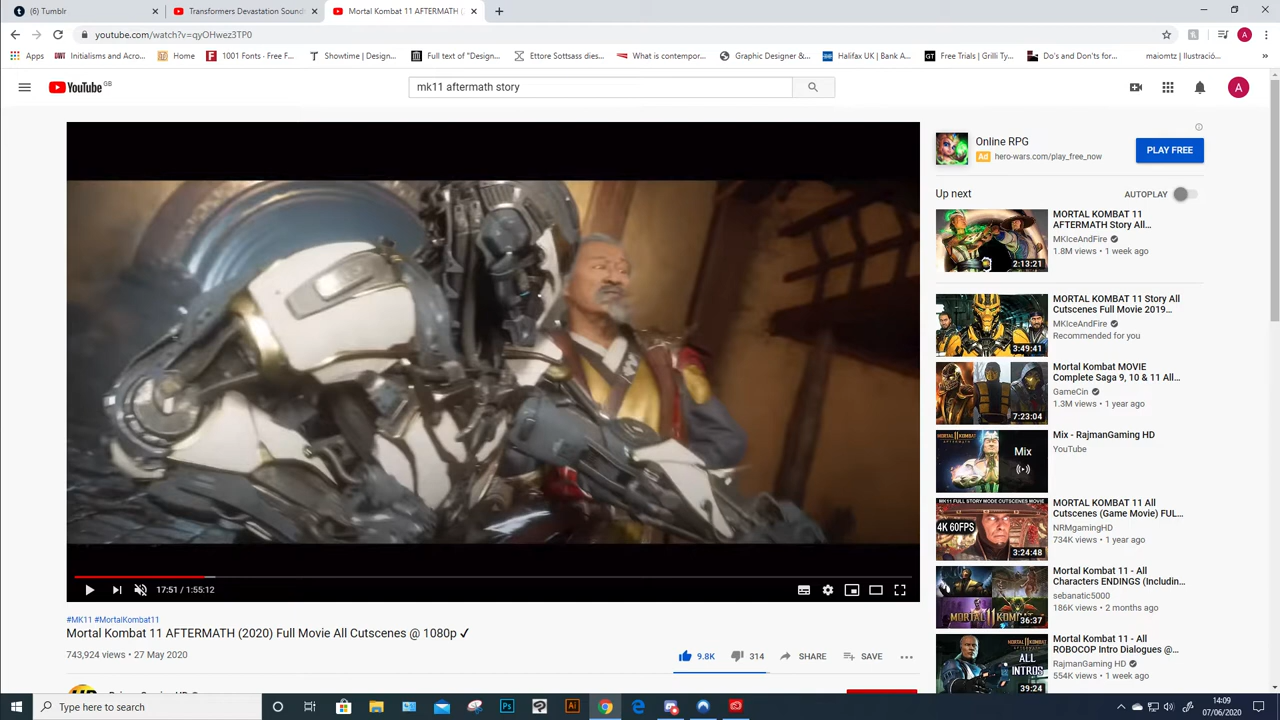 (6) Tumblr
Transformers Devastation Sound
Mortal Kombat 11 AFTERMATH (
youtube.com/watch?v=qyOHwez3TP0
Apps
Initialisms and Acro...
Home
1001 Fonts · Free F...
Showtime | Design...
Full text of "Design...
Ettore Sottsass dies...
What is contempor...
Graphic Designer &...
Halifax UK | Bank A...
Free Trials | Grilli Ty...
Do's and Don'ts for...
maiomtz | Ilustració...
YouTube GB
mk11 aftermath story
A
Online RPG
Ad hero-wars.com/play_free_now
PLAY FREE
Up next
AUTOPLAY
MORTAL KOMBAT 11
AFTERMATH Story All...
MKIceAndFire
1.8M views • 1 week ago
2:13:21
MORTAL KOMBAT 11 Story All
Cutscenes Full Movie 2019...
MKIceAndFire
Recommended for you
3:49:41
Mortal Kombat MOVIE
Complete Saga 9, 10 & 11 All...
GameCin
1.3M views • 1 year ago
7:23:04
Mix - RajmanGaming HD
YouTube
Mix
MORTAL KOMBAT 11 All
Cutscenes (Game Movie) FUL...
NRMgamingHD
734K views • 1 year ago
MK11 FULL STORY MODE CUTSCENES MOVIE
4K 60FPS
3:24:48
Mortal Kombat 11 - All
Characters ENDINGS (Includin...
sebanatic5000
186K views • 2 months ago
MORTAL KOMBAT 11
36:37
Mortal Kombat 11 - All
ROBOCOP Intro Dialogues @...
RajmanGaming HD
554K views • 1 week ago
ALL
INTROS
39:24
17:51 / 1:55:12
#MK11 #MortalKombat11
Mortal Kombat 11 AFTERMATH (2020) Full Movie All Cutscenes @ 1080p ✔
743,924 views • 27 May 2020
9.8K
314
SHARE
SAVE
Type here to search
14:09
07/06/2020